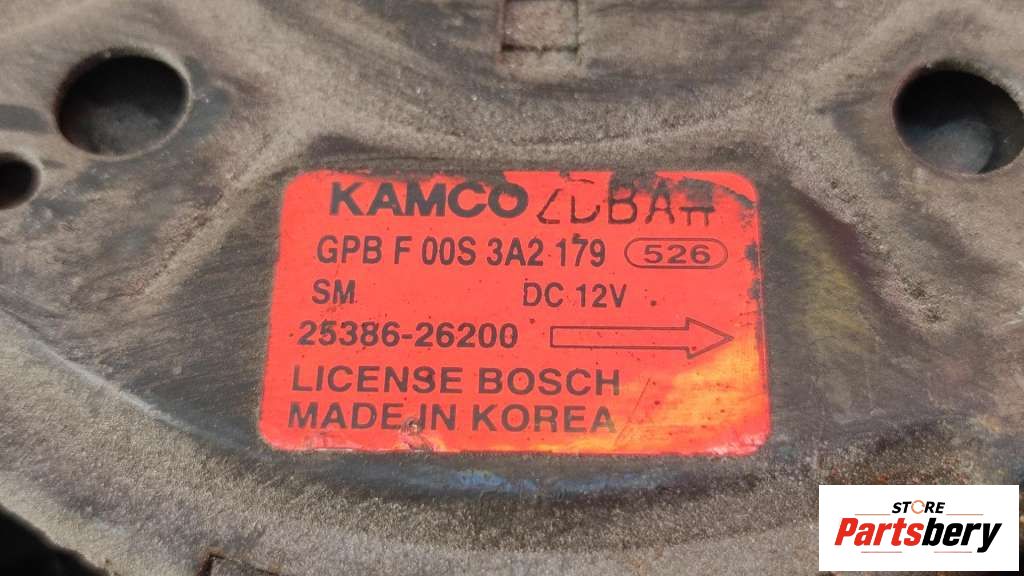 KAMCO
GPB F 00S 3A2 179 526
SM DC 12V
25386-26200
LICENSE BOSCH
MADE IN KOREA
STORE
Partsbery